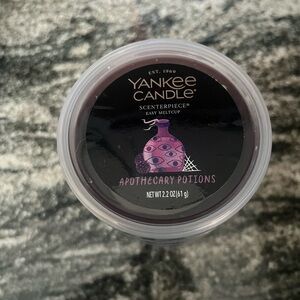 EST. 1969
YANKEE
CANDLE®
SCENTERPIECE®
EASY MELTCUP
APOTHECARY POTIONS
NET WT 2.2 OZ (61 g)